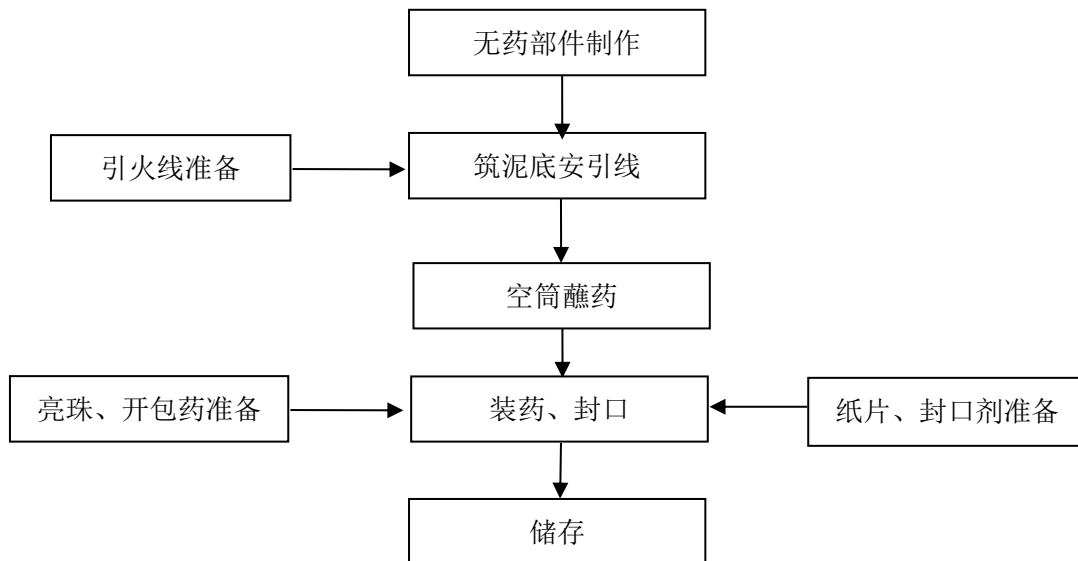 无药部件制作
引火线准备
筑泥底安引线
空筒蘸药
亮珠、开包药准备
装药、封口
纸片、封口剂准备
储存